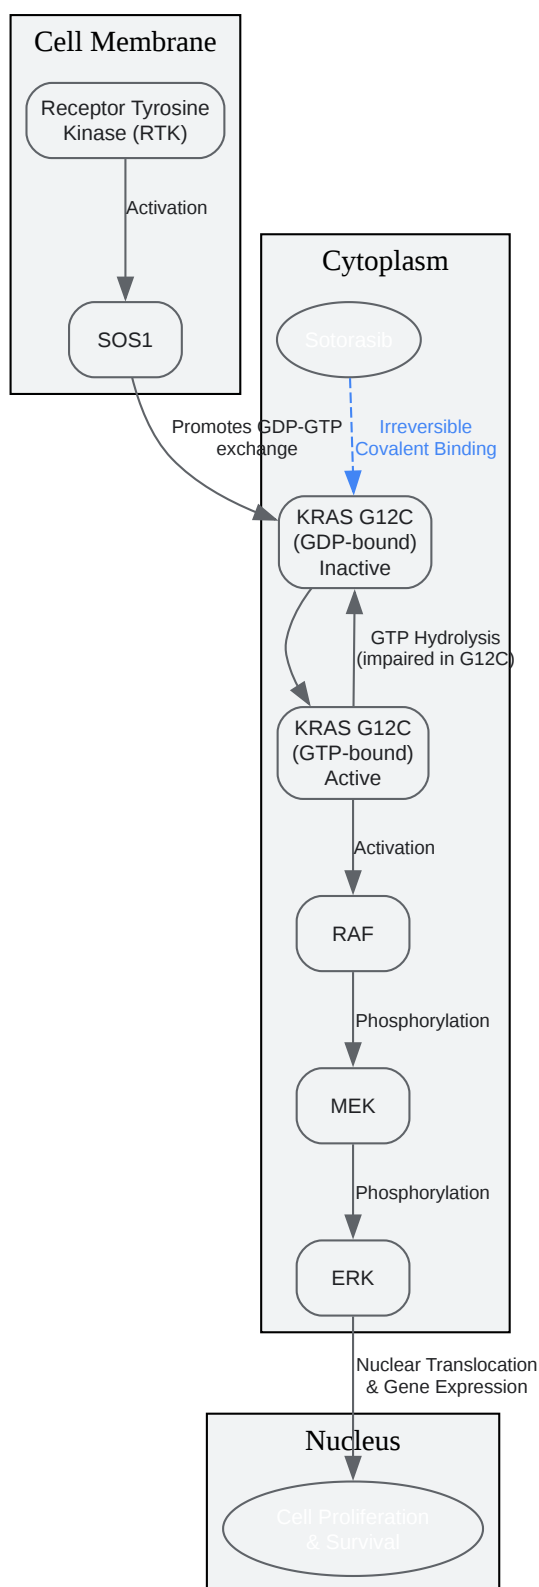 Cell Membrane
Receptor Tyrosine
Kinase (RTK)
Activation
SOS1
Cytoplasm
Sotorasib
Promotes GDP-GTP
exchange
Irreversible
Covalent Binding
KRAS G12C
(GDP-bound)
Inactive
GTP Hydrolysis
(impaired in G12C)
KRAS G12C
(GTP-bound)
Active
Activation
RAF
Phosphorylation
MEK
Phosphorylation
ERK
Nuclear Translocation
& Gene Expression
Nucleus
Cell Proliferation
& Survival